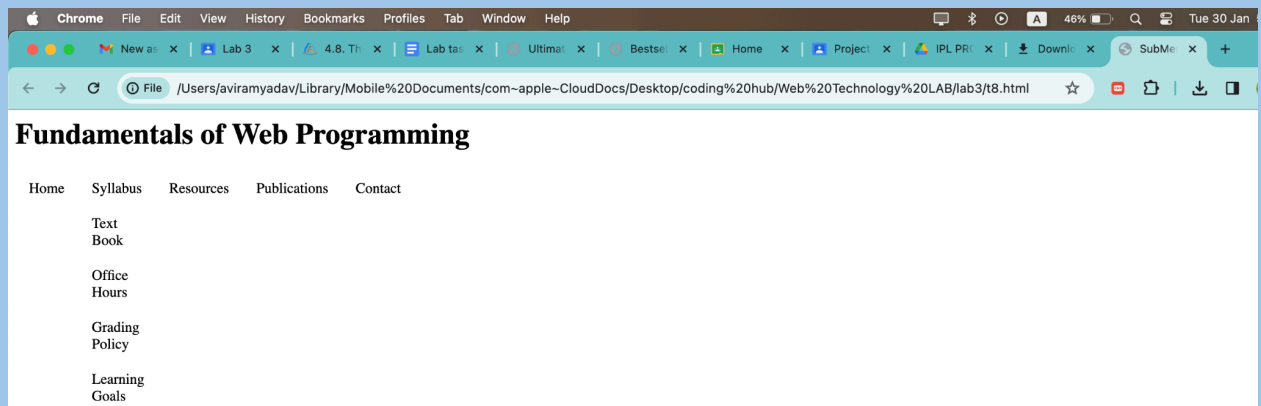 Chrome File Edit View History Bookmarks Profiles Tab Window Help A 46% Tue 30 Jan
New as Lab 3 4.8. Th Lab tas Ultimat Bestsel Home Project IPL PRO Downlo SubMen
File /Users/aviramyadav/Library/Mobile%20Documents/com~apple~CloudDocs/Desktop/coding%20hub/Web%20Technology%20LAB/lab3/t8.html
Fundamentals of Web Programming
Home Syllabus Resources Publications Contact
Text
Book
Office
Hours
Grading
Policy
Learning
Goals